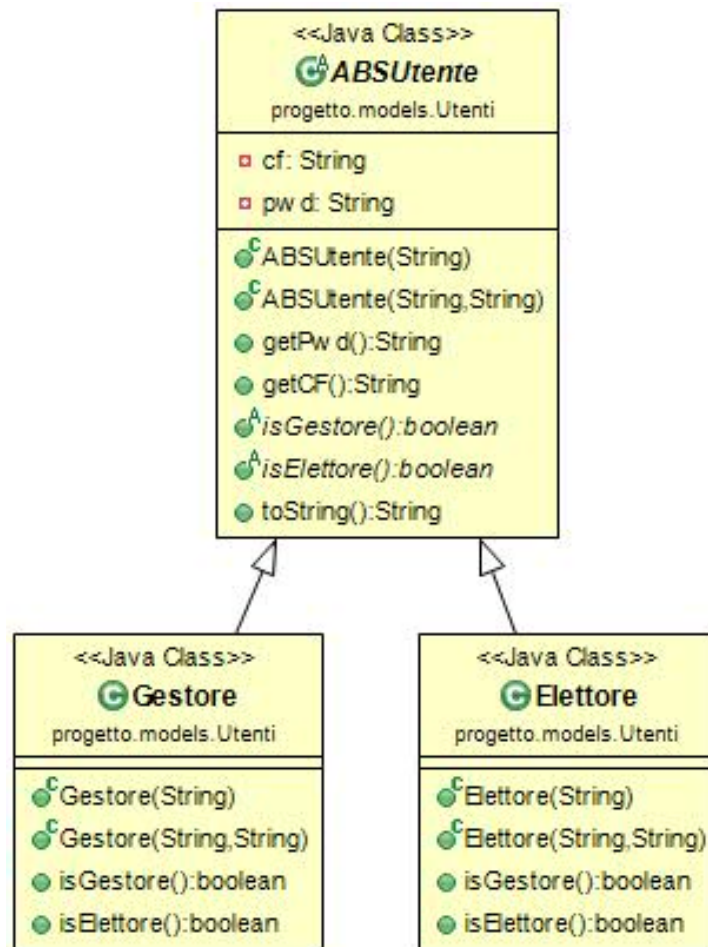 <<Java Class>>
ABSUtente
progetto.models.Utenti
cf: String
pwd: String
ABSUtente(String)
ABSUtente(String,String)
getPwd():String
getCF():String
isGestore():boolean
isElettore():boolean
toString():String
<<Java Class>>
Gestore
progetto.models.Utenti
Gestore(String)
Gestore(String,String)
isGestore():boolean
isElettore():boolean
<<Java Class>>
Elettore
progetto.models.Utenti
Elettore(String)
Elettore(String,String)
isGestore():boolean
isElettore():boolean